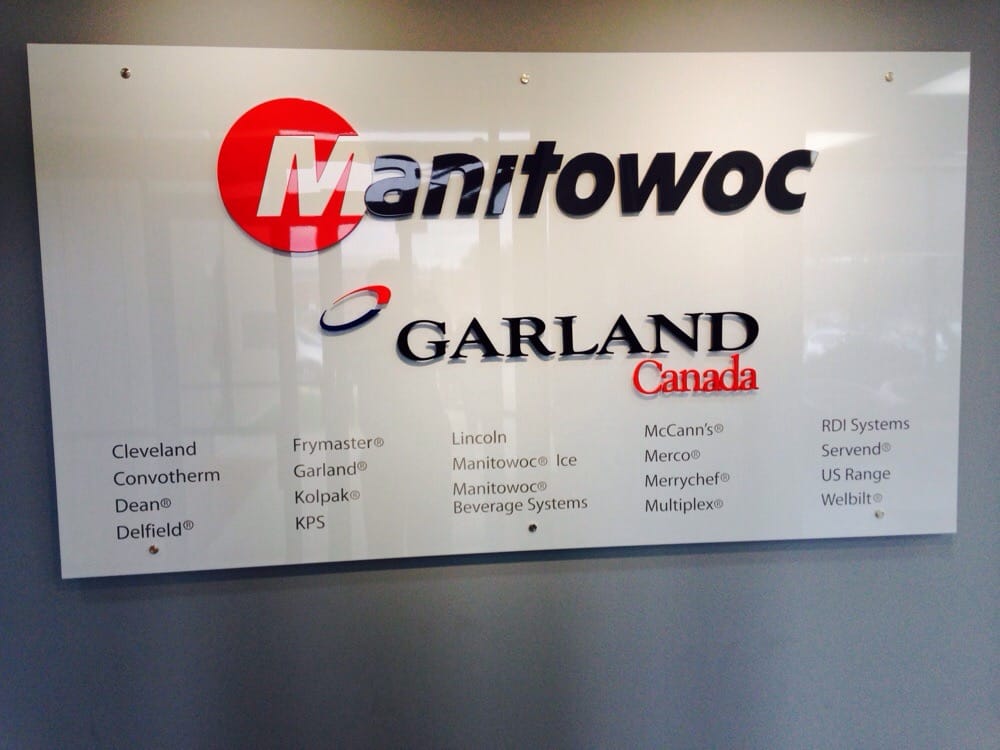 Manitowoc
GARLAND
Canada
Cleveland
Convotherm
Dean®
Delfield®
Frymaster®
Garland®
Kolpak®
KPS
Lincoln
Manitowoc® Ice
Manitowoc®
Beverage Systems
McCann's®
Merco®
Merrychef®
Multiplex®
RDI Systems
Servend®
US Range
Welbilt®